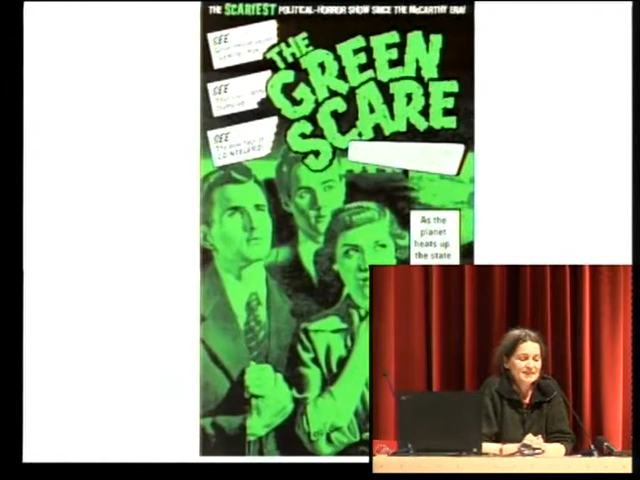 THE SCARIEST POLITICAL-HORROR SHOW SINCE THE McCARTHY ERA!
SEE
THE
GREEN
SCARE
SEE
SEE
COINTELPRO!
As the
planet
heats up
the state